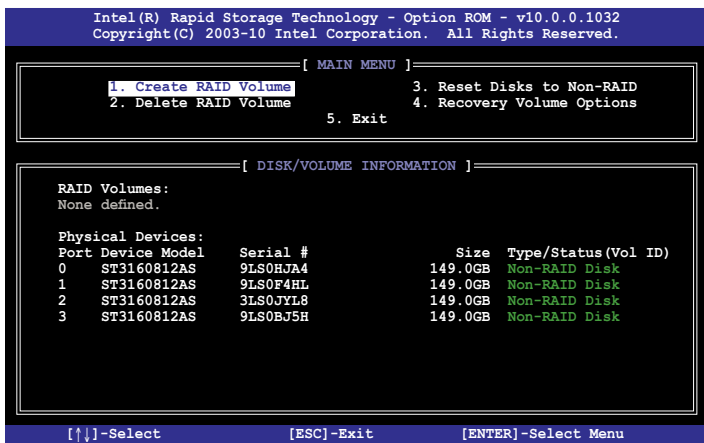 Intel(R) Rapid Storage Technology - Option ROM - v10.0.0.1032
Copyright(C) 2003-10 Intel Corporation. All Rights Reserved.
[ MAIN MENU ]
1. Create RAID Volume 3. Reset Disks to Non-RAID
2. Delete RAID Volume 4. Recovery Volume Options
5. Exit
[ DISK/VOLUME INFORMATION ]
RAID Volumes:
None defined.
Physical Devices:
Port Device Model Serial # Size Type/Status(Vol ID)
0 ST3160812AS 9LS0HJA4 149.0GB Non-RAID Disk
1 ST3160812AS 9LS0F4HL 149.0GB Non-RAID Disk
2 ST3160812AS 3LS0JYL8 149.0GB Non-RAID Disk
3 ST3160812AS 9LS0BJ5H 149.0GB Non-RAID Disk
[↑↓]-Select [ESC]-Exit [ENTER]-Select Menu